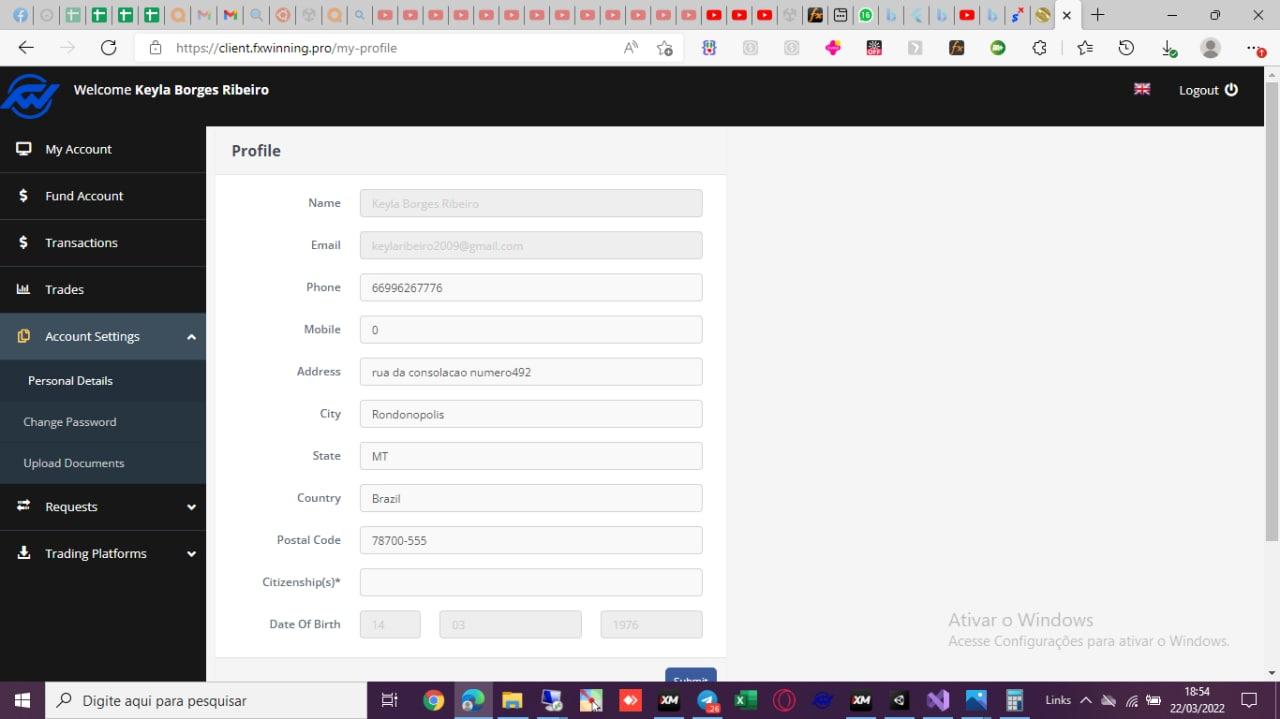 https://client.fxwinning.pro/my-profile
Welcome Keyla Borges Ribeiro
Logout
My Account
Fund Account
Transactions
Trades
Account Settings
Personal Details
Change Password
Upload Documents
Requests
Trading Platforms
Profile
Name Keyla Borges Ribeiro
Email keylaribeiro2009@gmail.com
Phone 66996267776
Mobile 0
Address rua da consolacao numero492
City Rondonopolis
State MT
Country Brazil
Postal Code 78700-555
Citizenship(s)*
Date Of Birth 14 03 1976
Submit
Ativar o Windows
Acesse Configurações para ativar o Windows.
Digite aqui para pesquisar
Links
18:54
22/03/2022